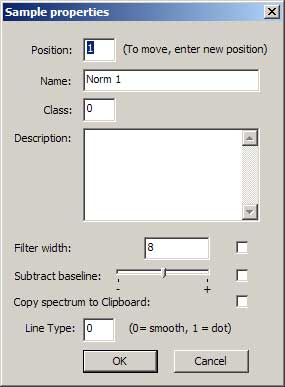 Sample properties
Position: 1 (To move, enter new position)
Name: Norm 1
Class: 0
Description:
Filter width: 8
Subtract baseline:
- +
Copy spectrum to Clipboard:
Line Type: 0 (0= smooth, 1 = dot)
OK Cancel